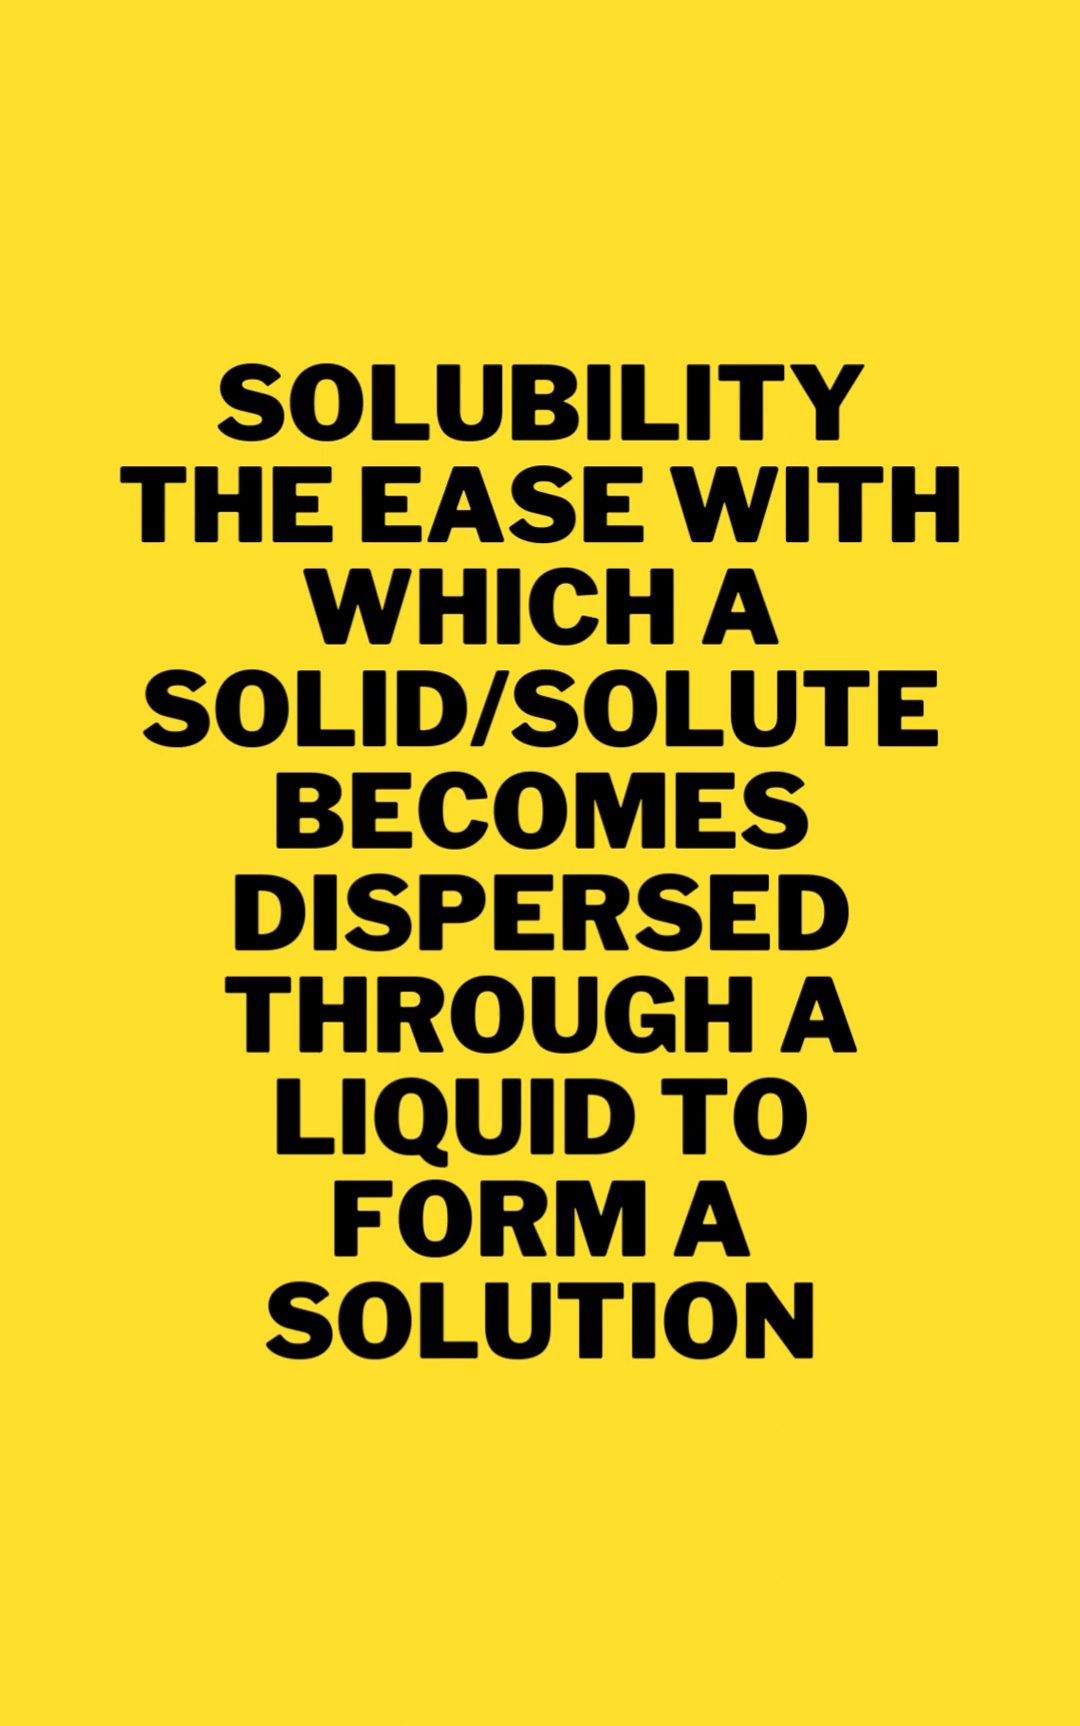 SOLUBILITY
THE EASE WITH
WHICH A
SOLID/SOLUTE
BECOMES
DISPERSED
THROUGH A
LIQUID TO
FORM A
SOLUTION